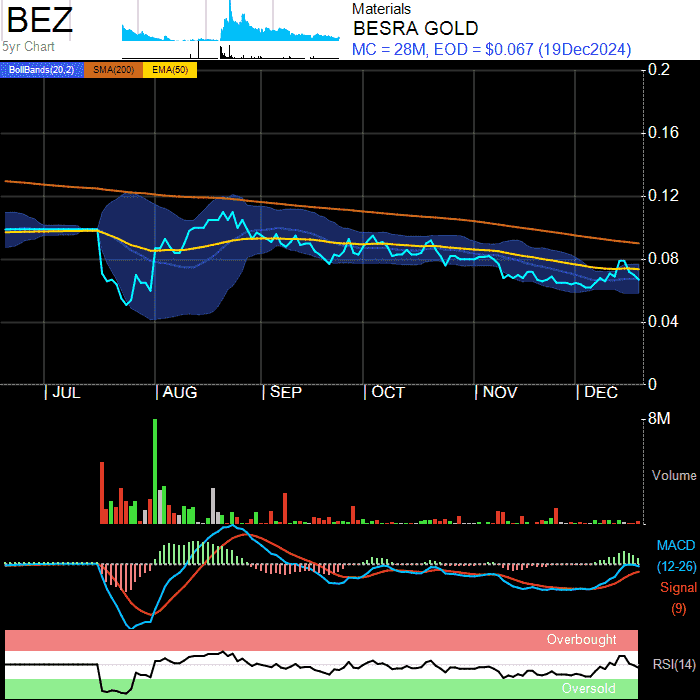 BEZ
5yr Chart
Materials
BESRA GOLD
MC = 28M, EOD = $0.067 (19Dec2024)
BollBands(20,2) SMA(200) EMA(50)
0.2
0.16
0.12
0.08
0.04
0
JUL AUG SEP OCT NOV DEC
8M
Volume
MACD
(12-26)
Signal
(9)
Overbought
RSI(14)
Oversold